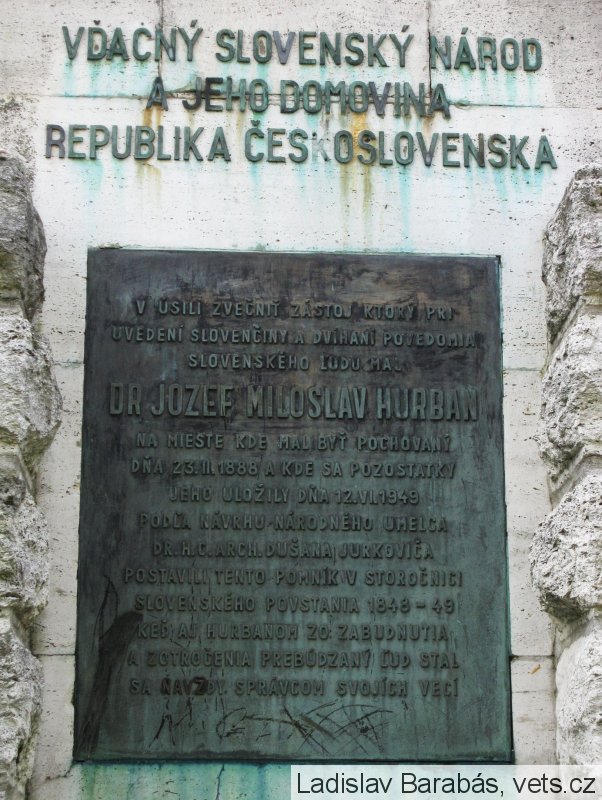 VĎAČNÝ SLOVENSKÝ NÁROD
A JEHO DOMOVINA
REPUBLIKA ČESKOSLOVENSKÁ
V ÚSILÍ ZVEČNIŤ ZÁSTOJ KTORÝ PRI
UVEDENÍ SLOVENČINY A DVÍHANÍ POVEDOMIA
SLOVENSKÉHO ĽUDU MAL
DR JOZEF MILOSLAV HURBAN
NA MIESTE KDE MAL BYŤ POCHOVANÝ
DŇA 23.II.1888 A KDE SA POZOSTATKY
JEHO ULOŽILY DŇA 12.VI.1949
PODĽA NÁVRHU NÁRODNÉHO UMELCA
DR.H.C.ARCH.DUŠANA JURKOVIČA
POSTAVILI TENTO POMNÍK V STOROČNICI
SLOVENSKÉHO POVSTANIA 1848-49
KEĎ AJ HURBANOM ZO ZABUDNUTIA
A ZOTROČENIA PREBÚDZANÝ ĽUD STAL
SA NAVŽDY SPRÁVCOM SVOJÍCH VECÍ
Ladislav Barabás, vets.cz